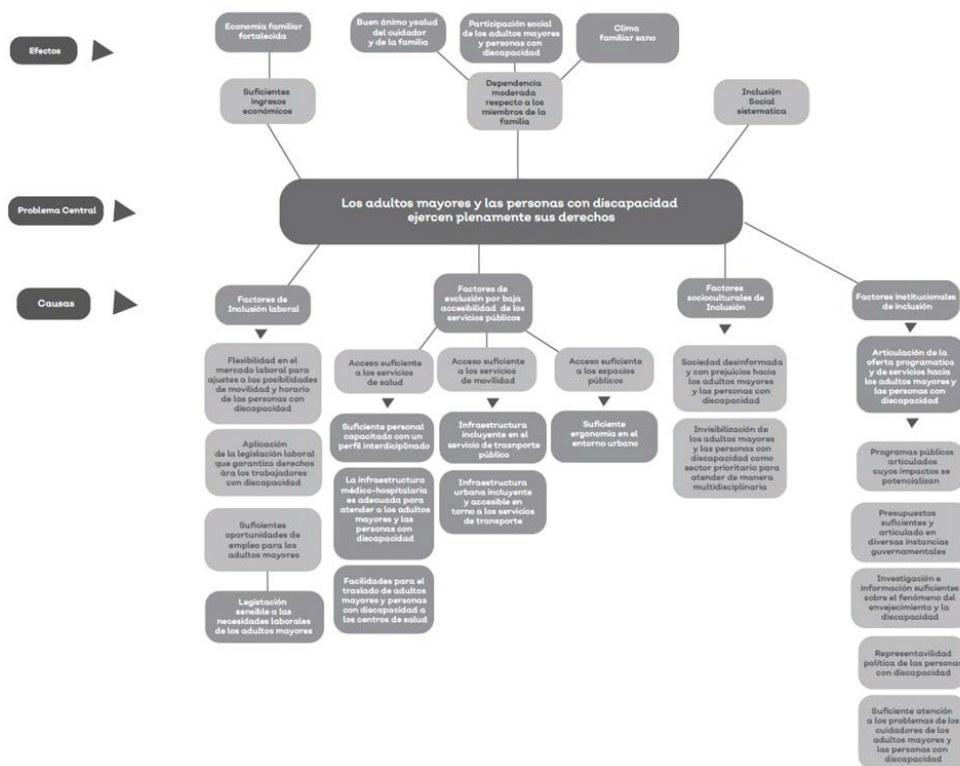 Efectos
Economía familiar
fortalecida
Buen ánimo ysalud
del cuidador
y de la familia
Participación social
de los adultos mayores
y personas con
discapacidad
Clima
familiar sano
Suficientes
ingresos
económicos
Dependencia
moderada
respecto a los
miembros de la
familia
Inclusión
Social
sistematica
Problema Central
Los adultos mayores y las personas con discapacidad
ejercen plenamente sus derechos
Causas
Factores de
Inclusión laboral
Factores de
exclusión por baja
accesibilidad de los
servicios públicos
Factores
socioculturales de
Inclusión
Factores institucionales
de inclusión
Flexibilidad en el
mercado laboral para
ajustes a las posibilidades
de movilidad y horario
de las personas con
discapacidad
Aplicación
de la legislación laboral
que garantiza derechos
àra los trabajadores
con discapacidad
Suficientes
oportunidades de
empleo para los
adultos mayores
Legistación
sensible a las
necesidades laborales
de los adultos mayores
Acceso suficiente
a los servicios
de salud
Suficiente personal
capacitado con un
perfil interdiciplinado
La infraestructura
médico-hospitalaria
es adecuada para
atender a los adultos
mayores y las
personas con
discapacidad
Facilidades para el
traslado de adultos
mayores y personas
con discapacidad a
los centros de salud
Acceso suficiente
a los servicios
de movilidad
Infraestructura
incluyente en el
servicio de trasnporte
público
Infraestructura
urbana incluyente
y accesible en
torno a los servicios
de transporte
Acceso suficiente
a los espacios
públicos
Suficiente
ergonomia en el
entorno urbano
Sociedad desinformada
y con prejuicios hacia
los adultos mayores
y las personas con
discapacidad
Invisibilización de
los adultos mayores
y las personas con
discapacidad como
sector prioritario para
atender de manera
multidisciplinaria
Articulación de la
oferta programatica
y de servicios hacia
los adultos mayores y
las personas con
discapacidad
Programas públicos
articulados
cuyos impactos se
potencializan
Presupuestos
suficientes y
articulado en
diversas instancias
guvernamentales
Investigación e
información suficientes
sobre el fenómeno del
envejecimiento y la
discapacidad
Representavilidad
política de las personas
con discapacidad
Suficiente atención
a los problemas de los
cuidadores de los
adultos mayores y
las personas con
discapacidad